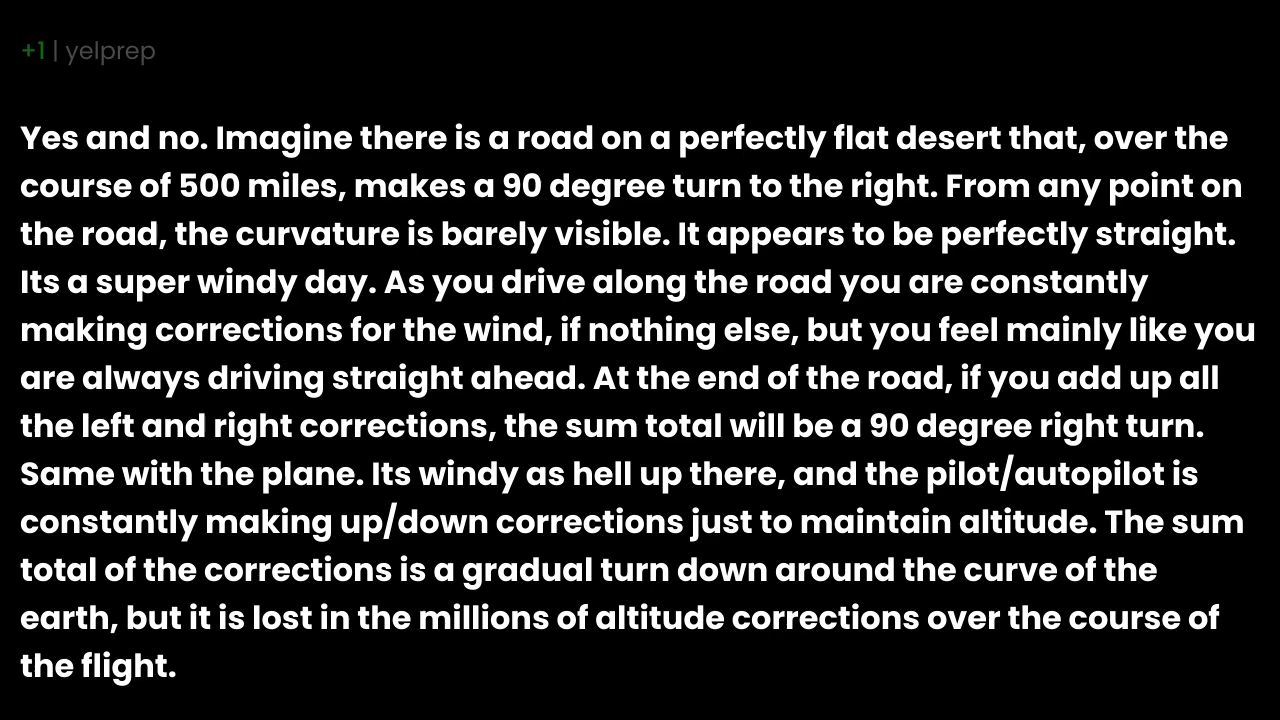 +1 | yelprep
Yes and no. Imagine there is a road on a perfectly flat desert that, over the
course of 500 miles, makes a 90 degree turn to the right. From any point on
the road, the curvature is barely visible. It appears to be perfectly straight.
Its a super windy day. As you drive along the road you are constantly
making corrections for the wind, if nothing else, but you feel mainly like you
are always driving straight ahead. At the end of the road, if you add up all
the left and right corrections, the sum total will be a 90 degree right turn.
Same with the plane. Its windy as hell up there, and the pilot/autopilot is
constantly making up/down corrections just to maintain altitude. The sum
total of the corrections is a gradual turn down around the curve of the
earth, but it is lost in the millions of altitude corrections over the course of
the flight.